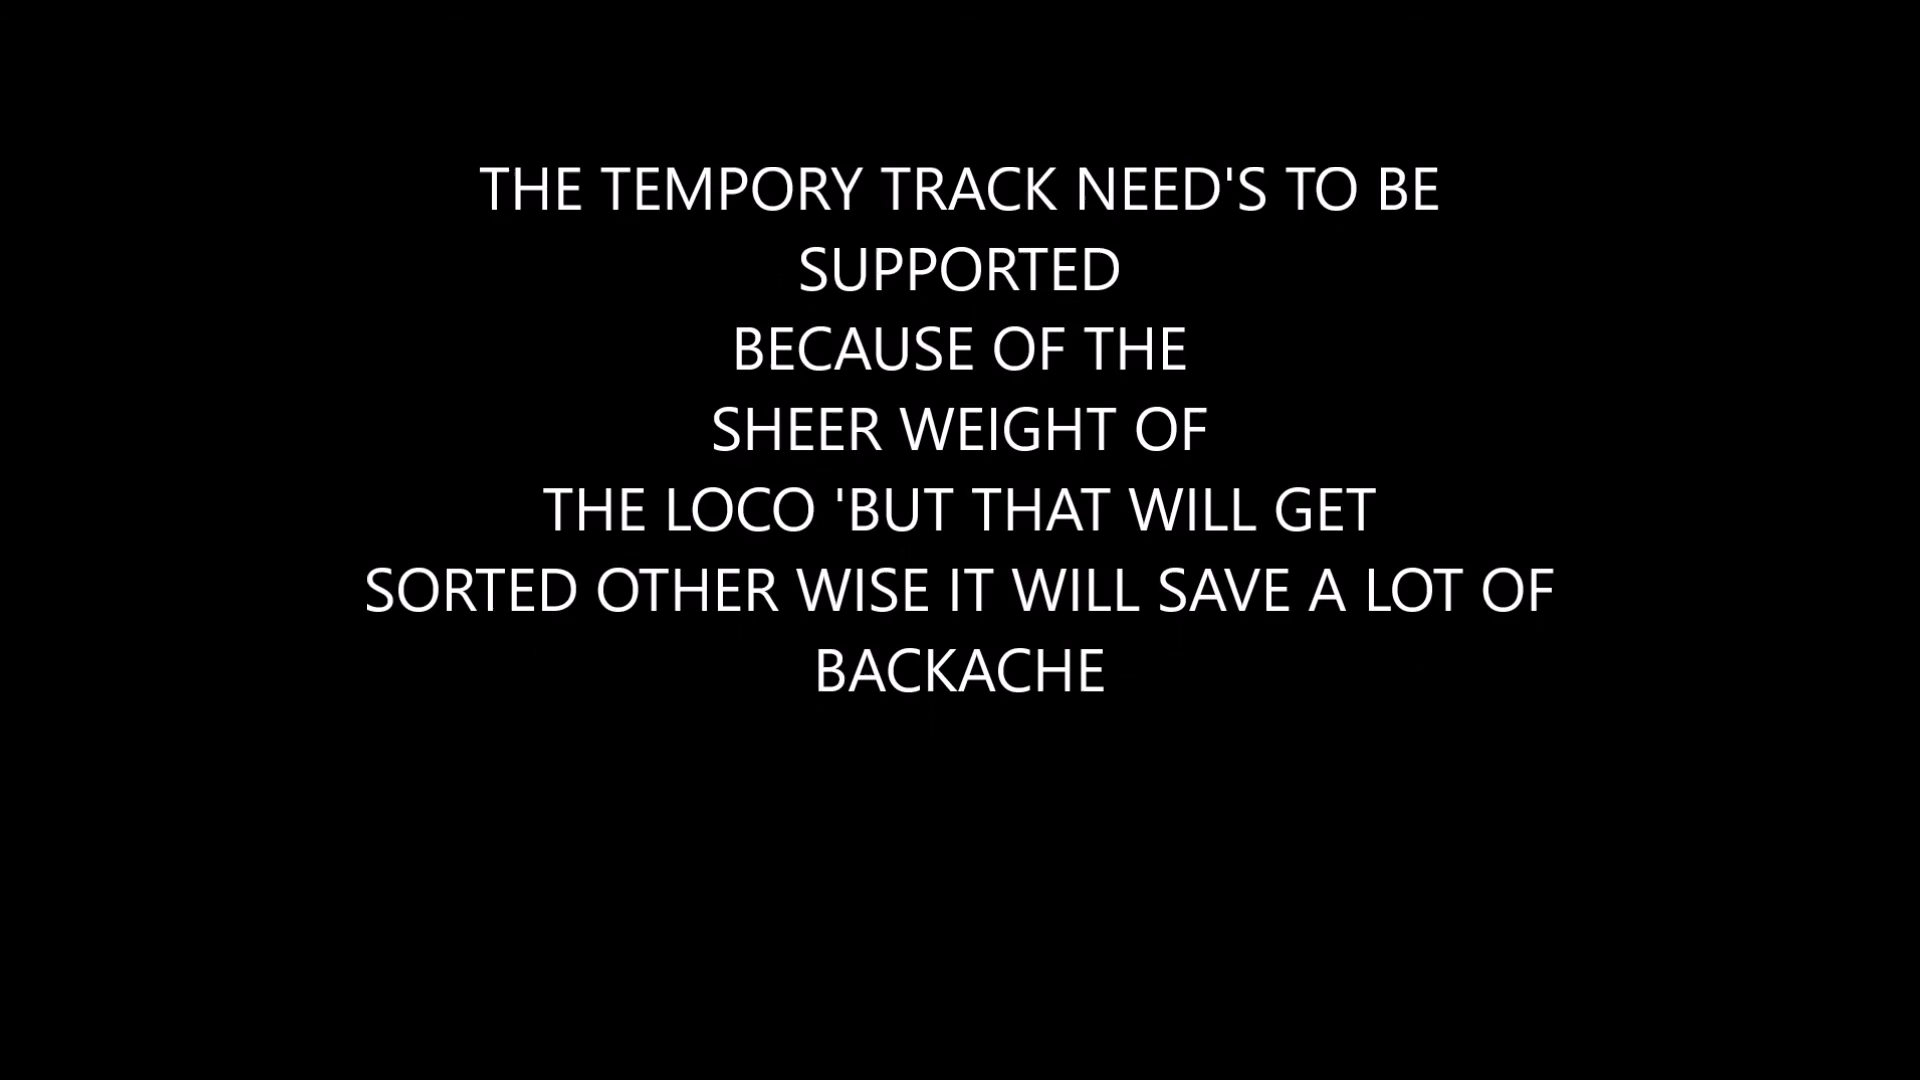 THE TEMPORY TRACK NEED'S TO BE
SUPPORTED
BECAUSE OF THE
SHEER WEIGHT OF
THE LOCO 'BUT THAT WILL GET
SORTED OTHER WISE IT WILL SAVE A LOT OF
BACKACHE